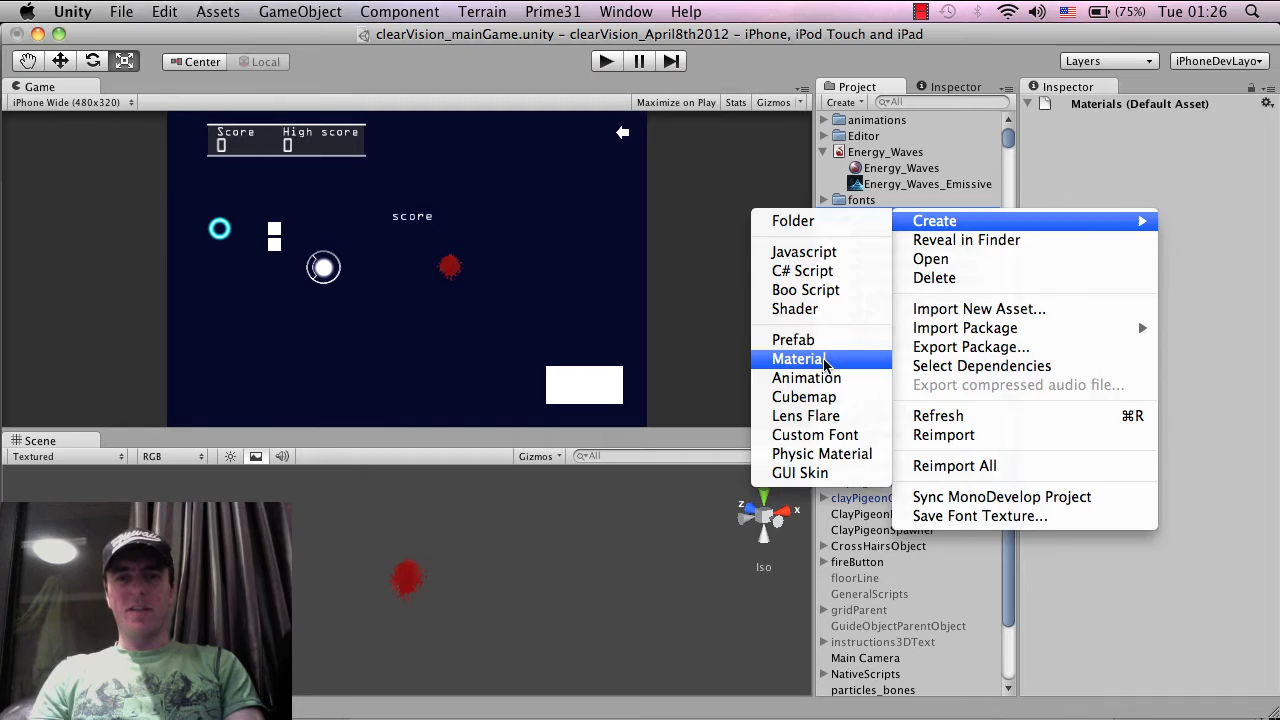 Unity File Edit Assets GameObject Component Terrain Prime31 Window Help (75%) Tue 01:26
clearVision_mainGame.unity – clearVision_April8th2012 – iPhone, iPod Touch and iPad
Center Local Layers iPhoneDevLayo
Game
iPhone Wide (480x320) Maximize on Play Stats Gizmos
Score High score
0 0
score
Project Inspector
Create All
animations
Editor
Energy_Waves
Energy_Waves
Energy_Waves_Emissive
fonts
Inspector
Materials (Default Asset)
Folder
Javascript
C# Script
Boo Script
Shader
Prefab
Material
Animation
Cubemap
Lens Flare
Custom Font
Physic Material
GUI Skin
Create
Reveal in Finder
Open
Delete
Import New Asset...
Import Package
Export Package...
Select Dependencies
Export compressed audio file...
Refresh ⌘R
Reimport
Reimport All
Sync MonoDevelop Project
Save Font Texture...
Scene
Textured RGB Gizmos All
z x
Iso
ClayPigeonSpawner
CrossHairsObject
fireButton
floorLine
GeneralScripts
gridParent
GuideObjectParentObject
instructions3DText
Main Camera
NativeScripts
particles_bones